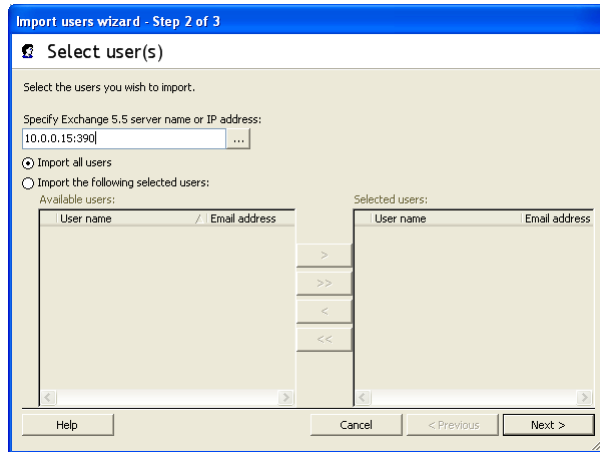 Import users wizard - Step 2 of 3
Select user(s)
Select the users you wish to import.
Specify Exchange 5.5 server name or IP address:
10.0.0.15:390
...
Import all users
Import the following selected users:
Available users:
User name / Email address
>
>>
<
<<
Selected users:
User name Email address
Help
Cancel
< Previous
Next >